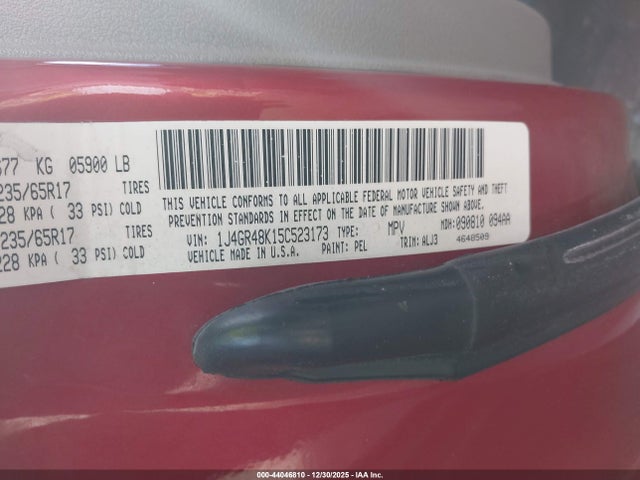 677 KG 05900 LB
235/65R17 TIRES
228 KPA ( 33 PSI) COLD
235/65R17 TIRES
228 KPA ( 33 PSI) COLD
THIS VEHICLE CONFORMS TO ALL APPLICABLE FEDERAL MOTOR VEHICLE SAFETY AND THEFT
PREVENTION STANDARDS IN EFFECT ON THE DATE OF MANUFACTURE SHOWN ABOVE.
VIN: 1J4GR48K15C523173 TYPE: MPV MDH: 090810 094AA
VEHICLE MADE IN U.S.A. PAINT: PEL TRIM: ALJ3 4648509
000-44046810 - 12/30/2025 - IAA Inc.